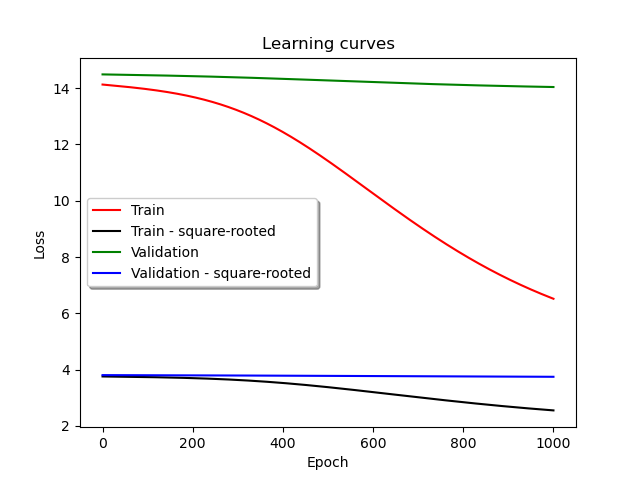 Learning curves
14
12
10
8
6
4
2
Loss
Train
Train - square-rooted
Validation
Validation - square-rooted
0 200 400 600 800 1000
Epoch